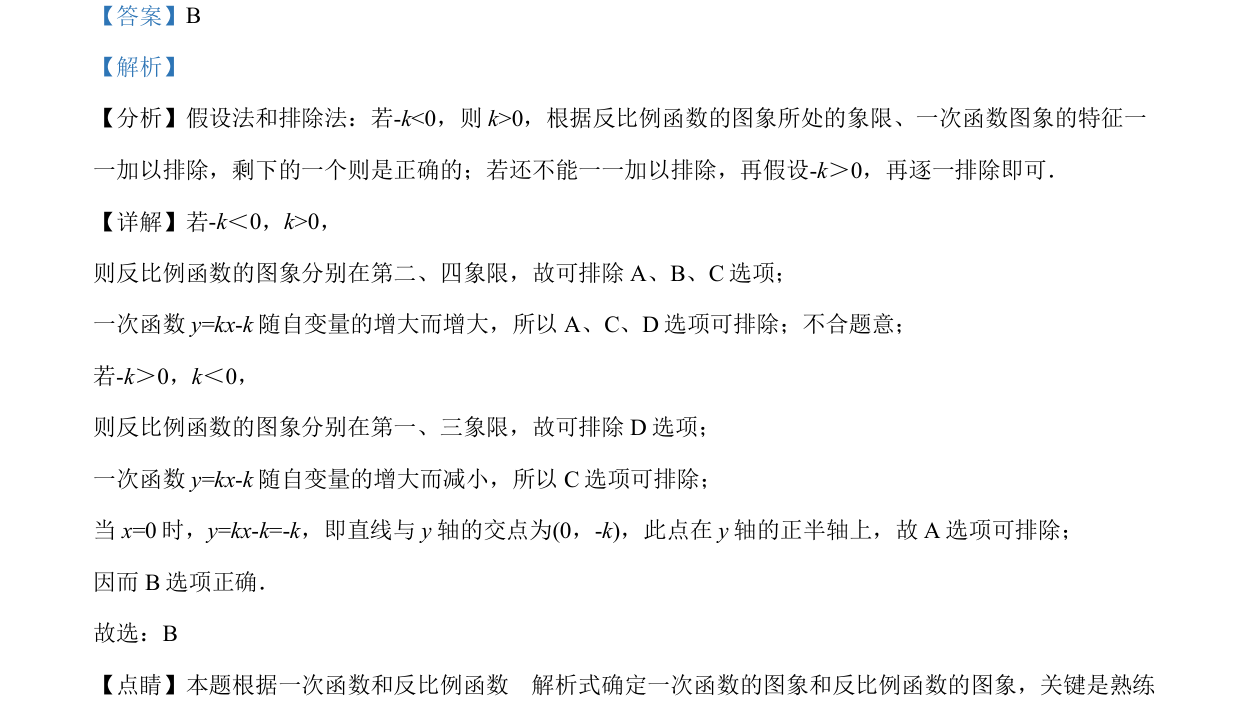 【答案】B
【解析】
【分析】假设法和排除法：若-k<0，则 k>0，根据反比例函数的图象所处的象限、一次函数图象的特征一
一加以排除，剩下的一个则是正确的；若还不能一一加以排除，再假设-k＞0，再逐一排除即可．
【详解】若-k＜0，k>0，
则反比例函数的图象分别在第二、四象限，故可排除 A、B、C 选项；
一次函数 y=kx-k 随自变量的增大而增大，所以 A、C、D 选项可排除；不合题意；
若-k＞0，k＜0，
则反比例函数的图象分别在第一、三象限，故可排除 D 选项；
一次函数 y=kx-k 随自变量的增大而减小，所以 C 选项可排除；
当 x=0 时，y=kx-k=-k，即直线与 y 轴的交点为(0，-k)，此点在 y 轴的正半轴上，故 A 选项可排除；
因而 B 选项正确．
故选：B
【点睛】本题根据一次函数和反比例函数　解析式确定一次函数的图象和反比例函数的图象，关键是熟练